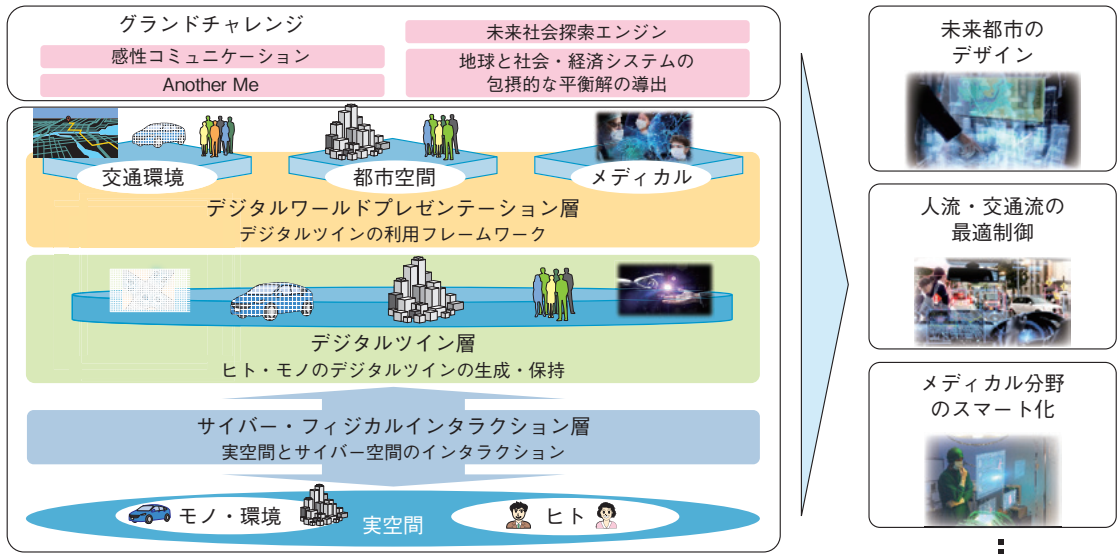 グランドチャレンジ
感性コミュニケーション
Another Me
未来社会探索エンジン
地球と社会・経済システムの
包摂的な平衡解の導出
交通環境
都市空間
メディカル
デジタルワールドプレゼンテーション層
デジタルツインの利用フレームワーク
デジタルツイン層
ヒト・モノのデジタルツインの生成・保持
サイバー・フィジカルインタラクション層
実空間とサイバー空間のインタラクション
モノ・環境
実空間
ヒト
未来都市の
デザイン
人流・交通流の
最適制御
メディカル分野
のスマート化